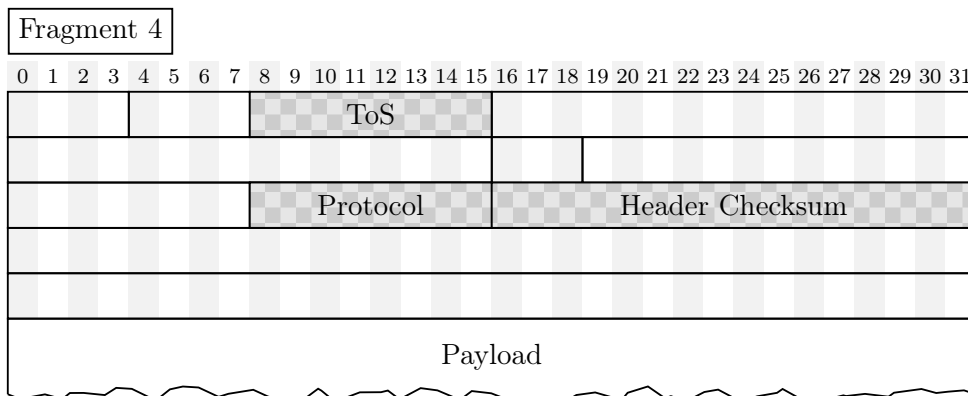 Fragment 4
0 1 2 3 4 5 6 7 8 9 10 11 12 13 14 15 16 17 18 19 20 21 22 23 24 25 26 27 28 29 30 31
ToS
Protocol Header Checksum
Payload